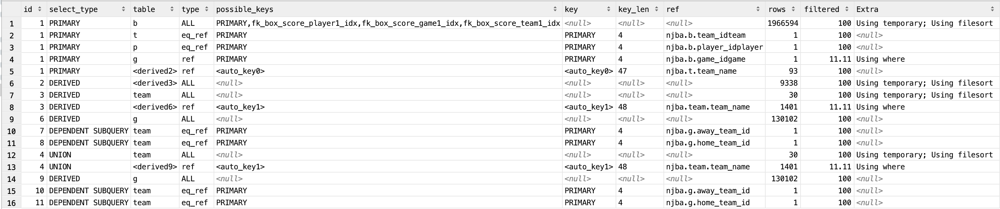 id select_type table type possible_keys key key_len ref rows filtered Extra
1 1 PRIMARY b ALL PRIMARY,fk_box_score_player1_idx,fk_box_score_game1_idx,fk_box_score_team1_idx <null> <null> <null> 1966594 100 Using temporary; Using filesort
2 1 PRIMARY t eq_ref PRIMARY PRIMARY 4 njba.b.team_idteam 1 100 <null>
3 1 PRIMARY p eq_ref PRIMARY PRIMARY 4 njba.b.player_idplayer 1 100 <null>
4 1 PRIMARY g ref PRIMARY PRIMARY 4 njba.b.game_idgame 1 11.11 Using where
5 1 PRIMARY <derived2> ref <auto_key0> <auto_key0> 47 njba.t.team_name 93 100 <null>
6 2 DERIVED <derived3> ALL <null> <null> <null> <null> 9338 100 Using temporary; Using filesort
7 3 DERIVED team ALL <null> <null> <null> <null> 30 100 Using temporary; Using filesort
8 3 DERIVED <derived6> ref <auto_key1> <auto_key1> 48 njba.team.team_name 1401 11.11 Using where
9 6 DERIVED g ALL <null> <null> <null> <null> 130102 100 <null>
10 7 DEPENDENT SUBQUERY team eq_ref PRIMARY PRIMARY 4 njba.g.away_team_id 1 100 <null>
11 8 DEPENDENT SUBQUERY team eq_ref PRIMARY PRIMARY 4 njba.g.home_team_id 1 100 <null>
12 4 UNION team ALL <null> <null> <null> <null> 30 100 Using temporary; Using filesort
13 4 UNION <derived9> ref <auto_key1> <auto_key1> 48 njba.team.team_name 1401 11.11 Using where
14 9 DERIVED g ALL <null> <null> <null> <null> 130102 100 <null>
15 10 DEPENDENT SUBQUERY team eq_ref PRIMARY PRIMARY 4 njba.g.away_team_id 1 100 <null>
16 11 DEPENDENT SUBQUERY team eq_ref PRIMARY PRIMARY 4 njba.g.home_team_id 1 100 <null>